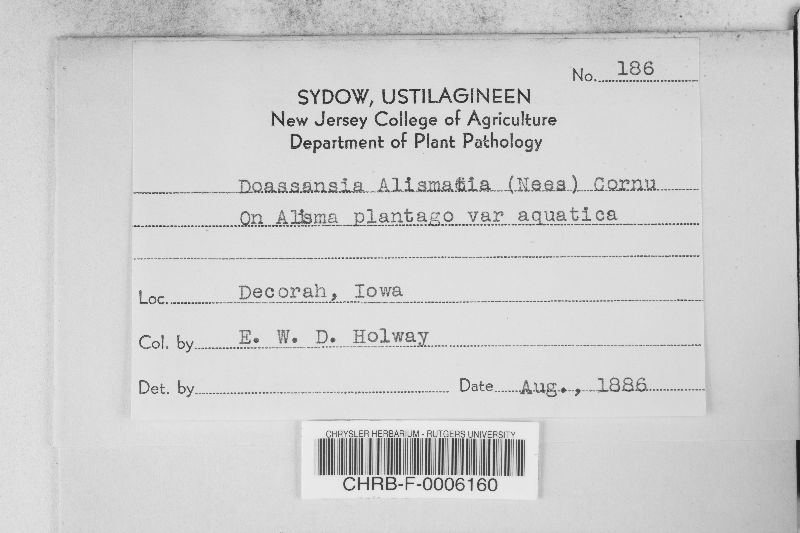 No. 186
SYDOW, USTILAGINEEN
New Jersey College of Agriculture
Department of Plant Pathology
Doassansia Alismatia (Nees) Cornu
On Alisma plantago var aquatica
Loc. Decorah, Iowa
Col. by E. W. D. Holway
Det. by Date Aug., 1886
CHRYSLER HERBARIUM - RUTGERS UNIVERSITY
CHRB-F-0006160